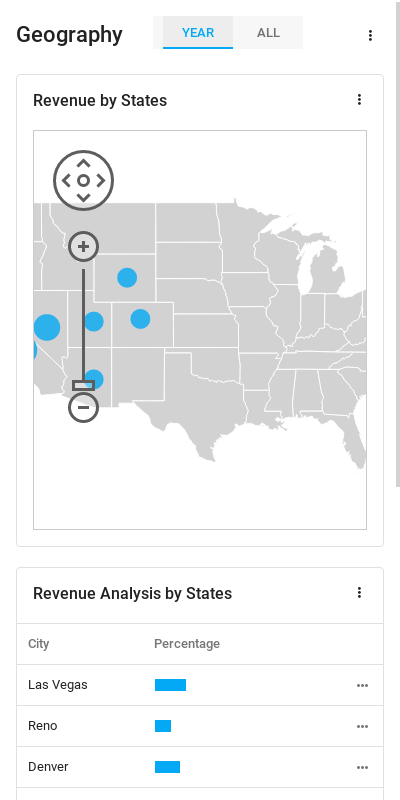 Geography
YEAR
ALL
Revenue by States
Revenue Analysis by States
City
Percentage
Las Vegas
Reno
Denver